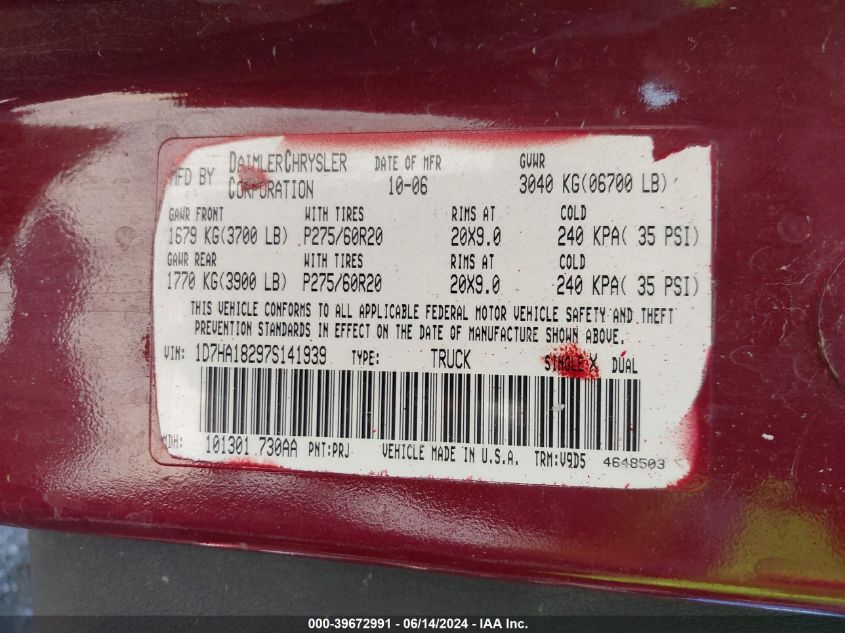 MFD BY DAIMLERCHRYSLER CORPORATION DATE OF MFR 10-06 GVWR 3040 KG(06700 LB)
GAWR FRONT WITH TIRES RIMS AT COLD
1679 KG(3700 LB) P275/60R20 20X9.0 240 KPA( 35 PSI)
GAWR REAR WITH TIRES RIMS AT COLD
1770 KG(3900 LB) P275/60R20 20X9.0 240 KPA( 35 PSI)
THIS VEHICLE CONFORMS TO ALL APPLICABLE FEDERAL MOTOR VEHICLE SAFETY AND THEFT
PREVENTION STANDARDS IN EFFECT ON THE DATE OF MANUFACTURE SHOWN ABOVE.
VIN: 1D7HA18297S141939 TYPE: TRUCK SINGLE X DUAL
MDH: 101301 730AA PNT:PRJ VEHICLE MADE IN U.S.A. TRM:V9D5 4648503
000-39672991 - 06/14/2024 - IAA Inc.